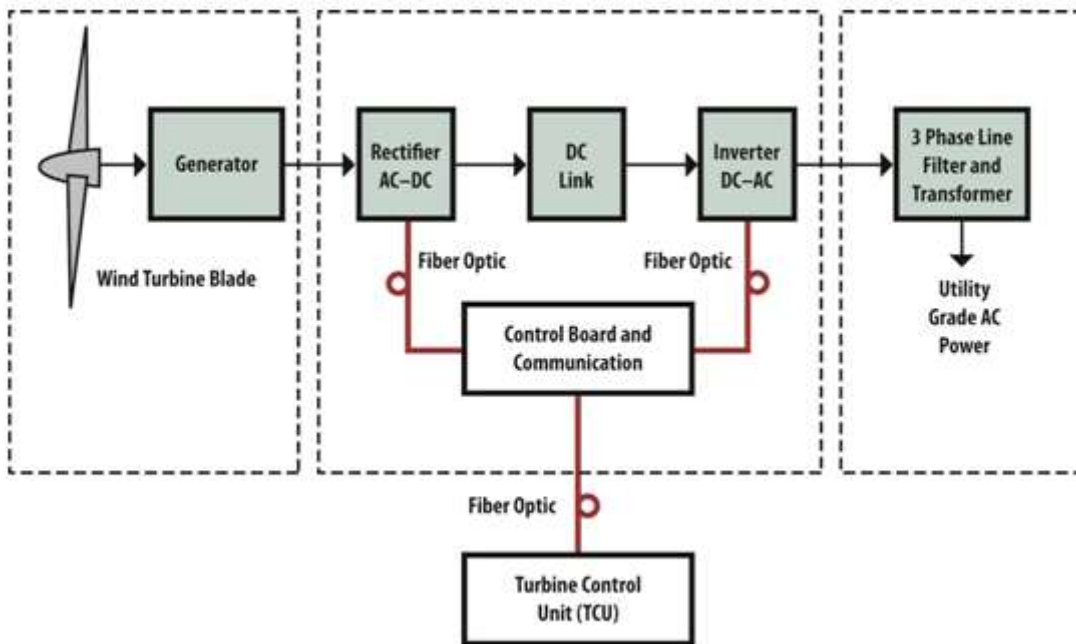 Generator
Rectifier
AC–DC
DC
Link
Inverter
DC–AC
3 Phase Line
Filter and
Transformer
Wind Turbine Blade
Fiber Optic
Fiber Optic
Utility
Grade AC
Power
Control Board and
Communication
Fiber Optic
Turbine Control
Unit (TCU)